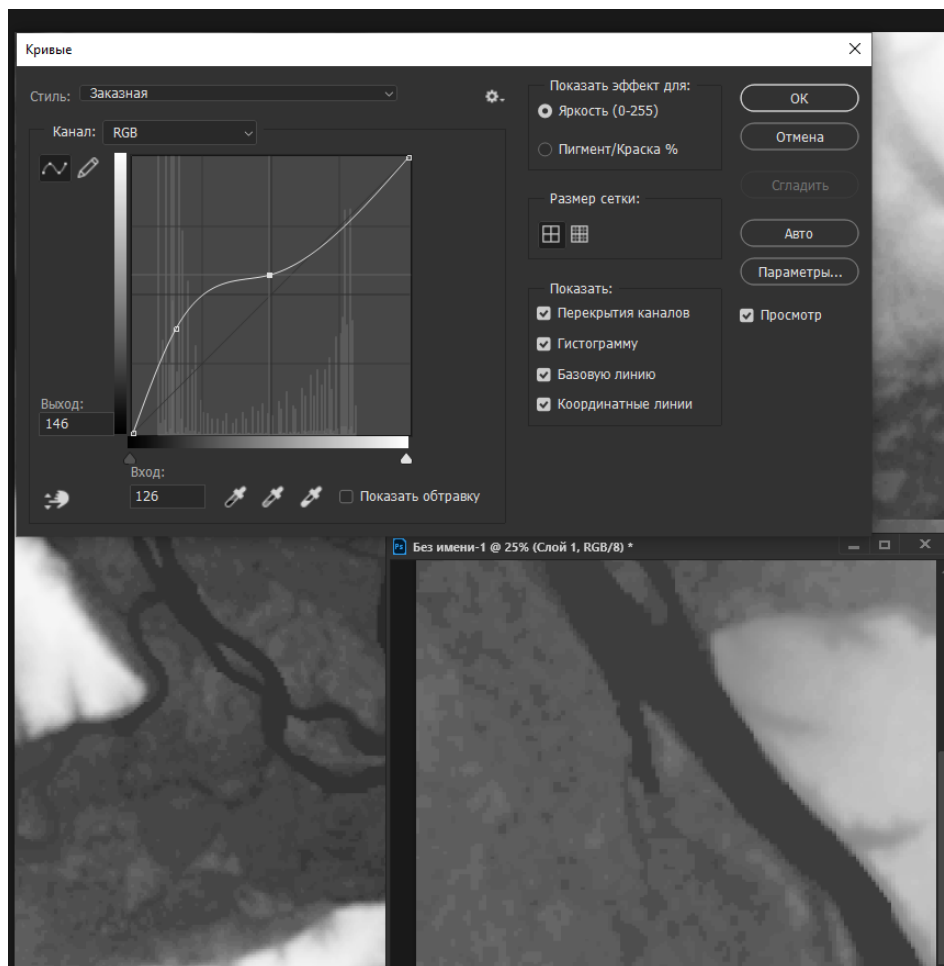 Кривые
Стиль: Заказная
Канал: RGB
Выход:
146
Вход:
126
Показать обтравку
Показать эффект для:
Яркость (0-255)
Пигмент/Краска %
Размер сетки:
Показать:
Перекрытия каналов
Гистограмму
Базовую линию
Координатные линии
OK
Отмена
Сгладить
Авто
Параметры...
Просмотр
Ps Без имени-1 @ 25% (Слой 1, RGB/8) *